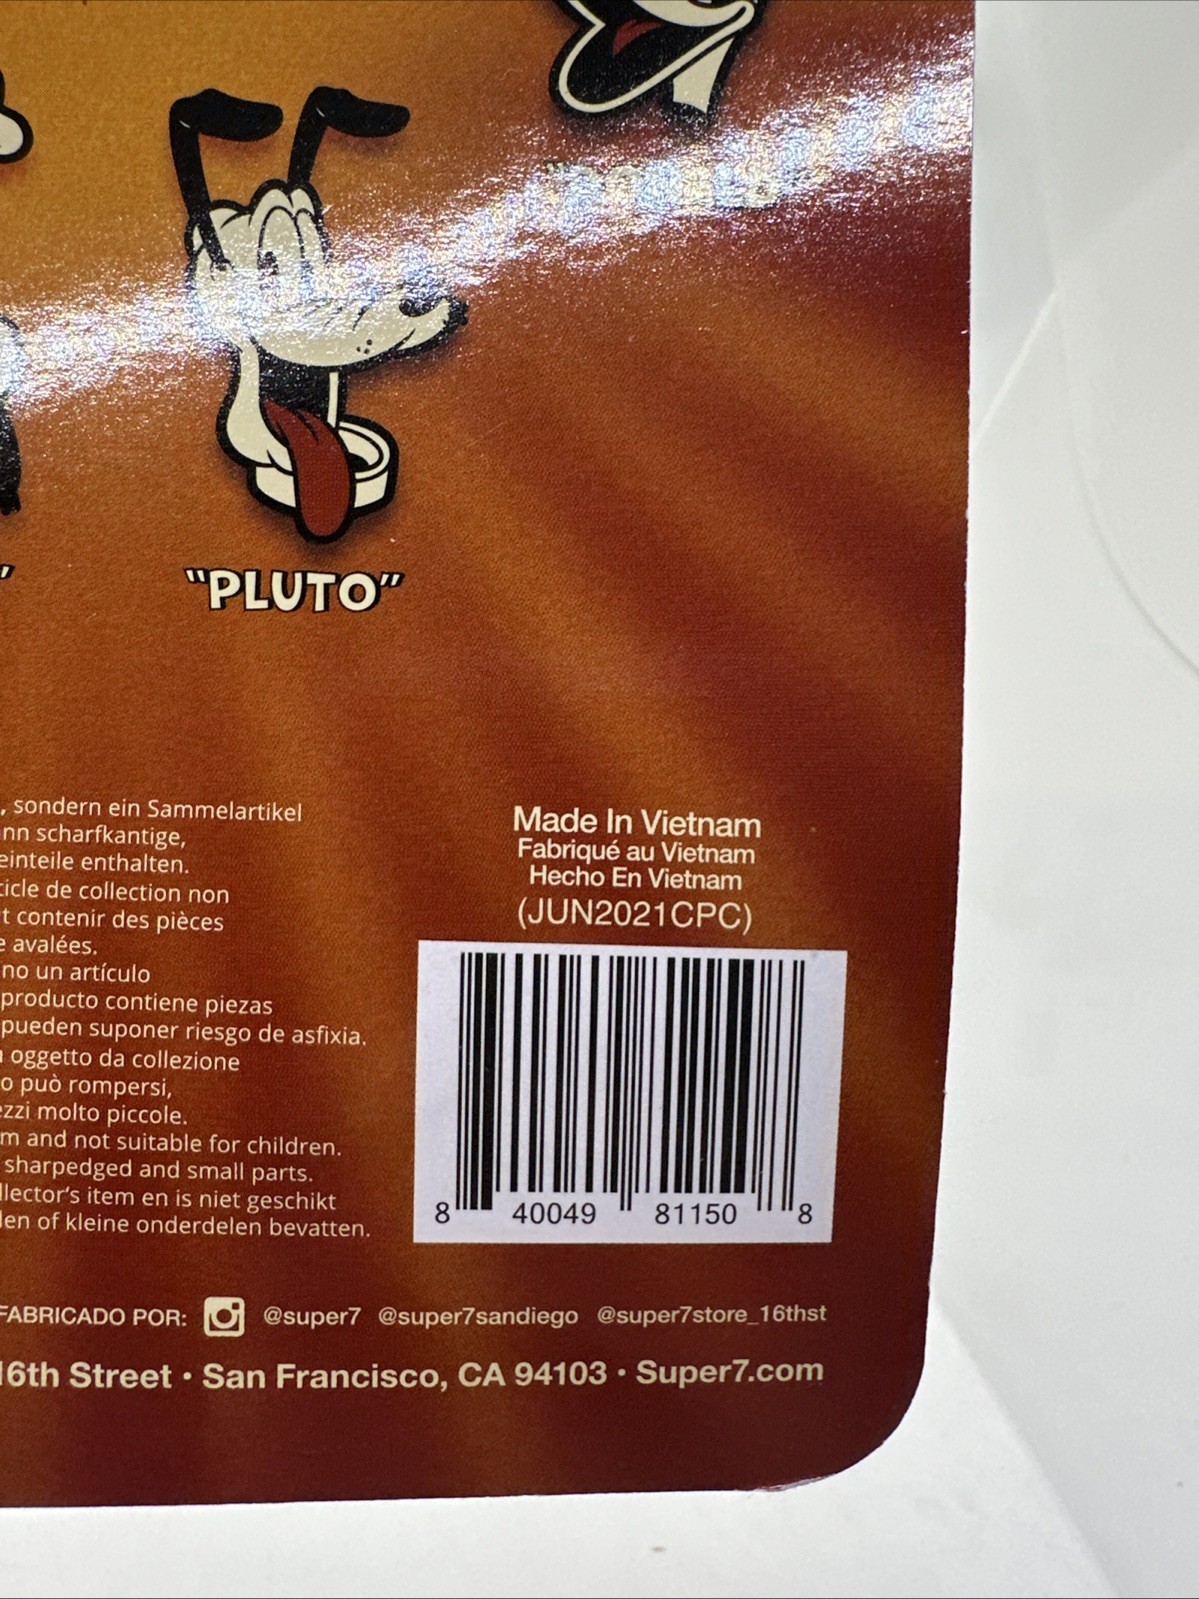 "PLUTO"
, sondern ein Sammelartikel
nn scharfkantige,
einteile enthalten.
ticle de collection non
t contenir des pièces
e avalées.
no un artículo
producto contiene piezas
pueden suponer riesgo de asfixia.
oggetto da collezione
o può rompersi,
ezzi molto piccole.
m and not suitable for children.
sharpedged and small parts.
llector's item en is niet geschikt
len of kleine onderdelen bevatten.
Made In Vietnam
Fabriqué au Vietnam
Hecho En Vietnam
(JUN2021CPC)
8 40049 81150 8
FABRICADO POR: @super7 @super7sandiego @super7store_16thst
16th Street • San Francisco, CA 94103 • Super7.com